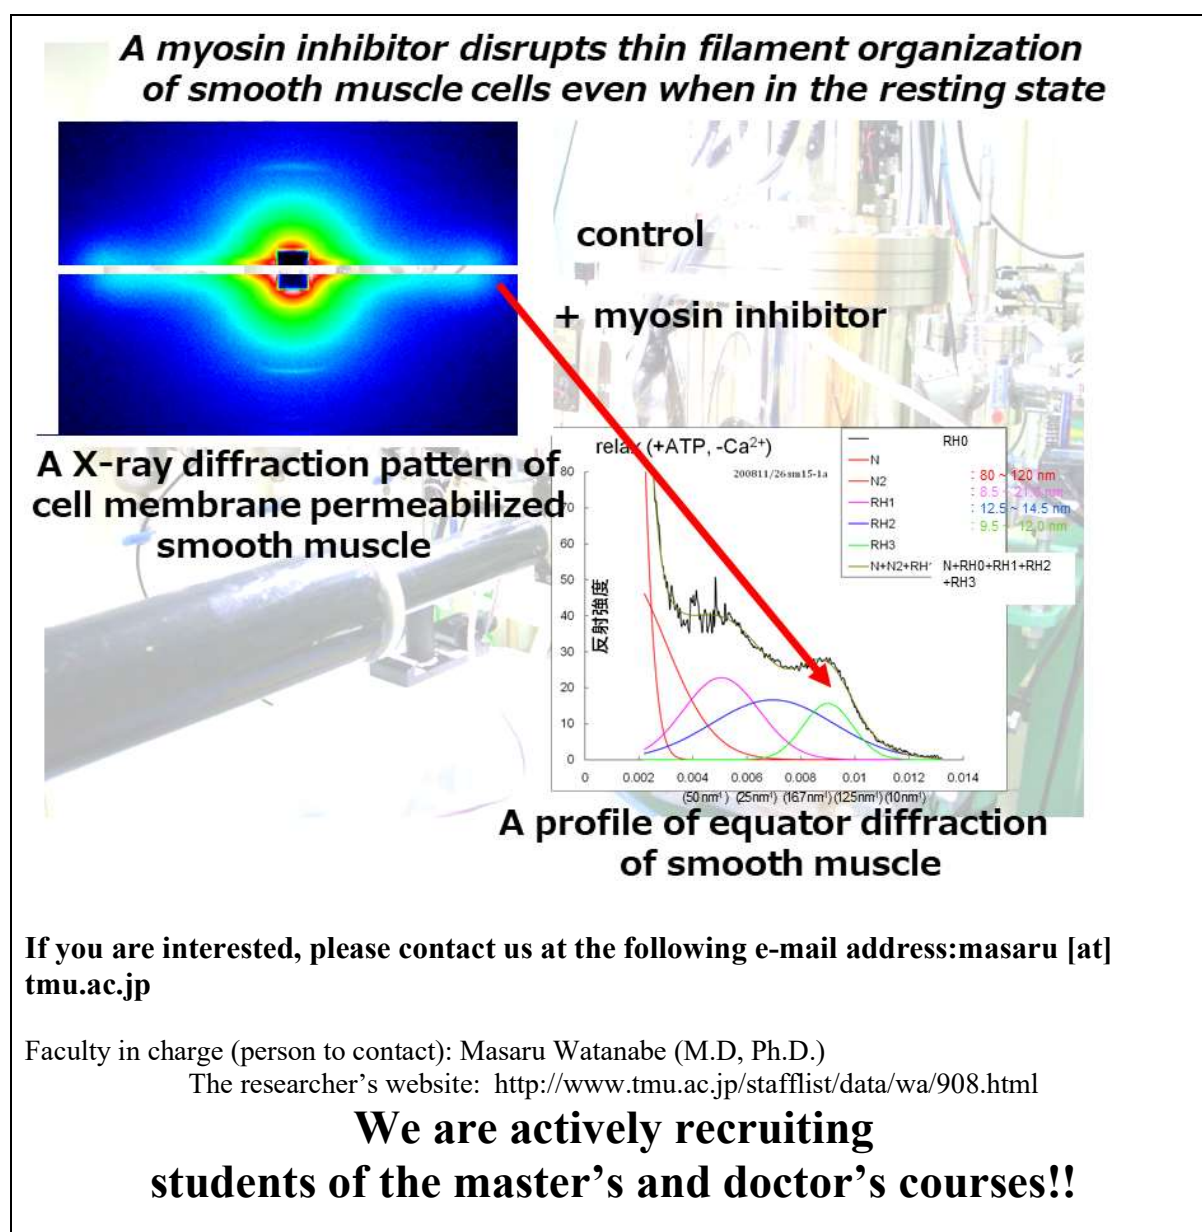 A myosin inhibitor disrupts thin filament organization
of smooth muscle cells even when in the resting state
control
+ myosin inhibitor
A X-ray diffraction pattern of
cell membrane permeabilized
smooth muscle
relax (+ATP, -Ca²⁺)
200811/26sm15-1a
RH0
N
N2
RH1
RH2
RH3
: 80 ~ 120 nm
: 12.5 ~ 14.5 nm
: 9.5 ~ 12.0 nm
N+N2+RH
N+RH0+RH1+RH2
+RH3
80
70
60
50
40
30
20
10
0
反射強度
0 0.002 0.004 0.006 0.008 0.01 0.012 0.014
(50nm⁻¹) (25nm⁻¹) (16.7nm⁻¹) (12.5nm⁻¹) (10nm⁻¹)
A profile of equator diffraction
of smooth muscle
If you are interested, please contact us at the following e-mail address:masaru [at]
tmu.ac.jp
Faculty in charge (person to contact): Masaru Watanabe (M.D, Ph.D.)
The researcher's website: http://www.tmu.ac.jp/stafflist/data/wa/908.html
We are actively recruiting
students of the master's and doctor's courses!!